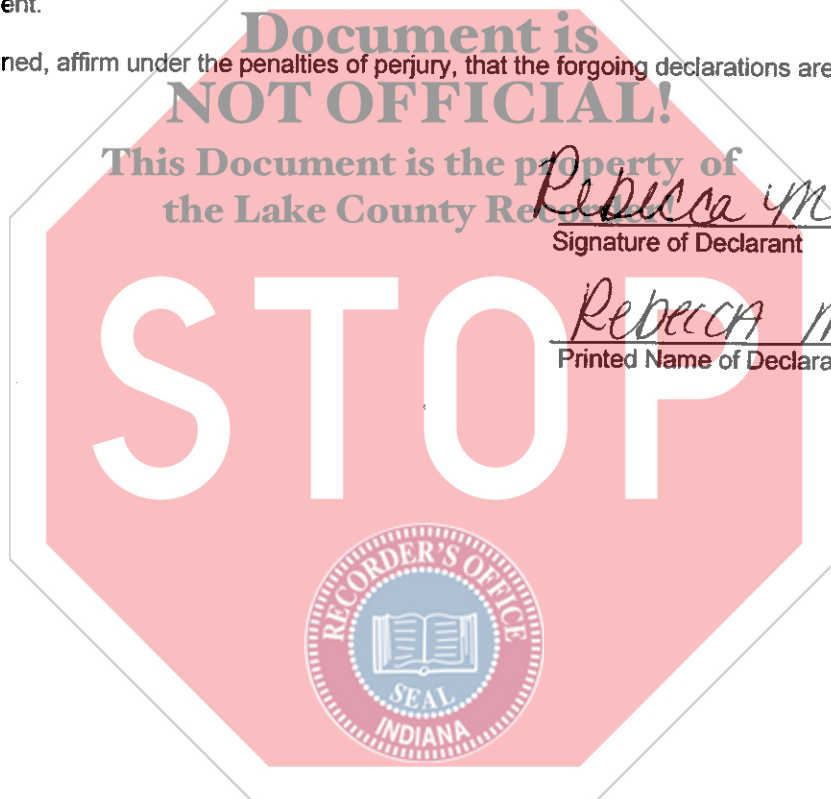 ent.
Document is
ned, affirm under the penalties of perjury, that the forgoing declarations are
NOT OFFICIAL!
This Document is the property of
the Lake County Recorder!
Rebecca M
Signature of Declarant
Rebecca M
Printed Name of Declara
STOP
RECORDER'S OFFICE
SEAL
INDIANA